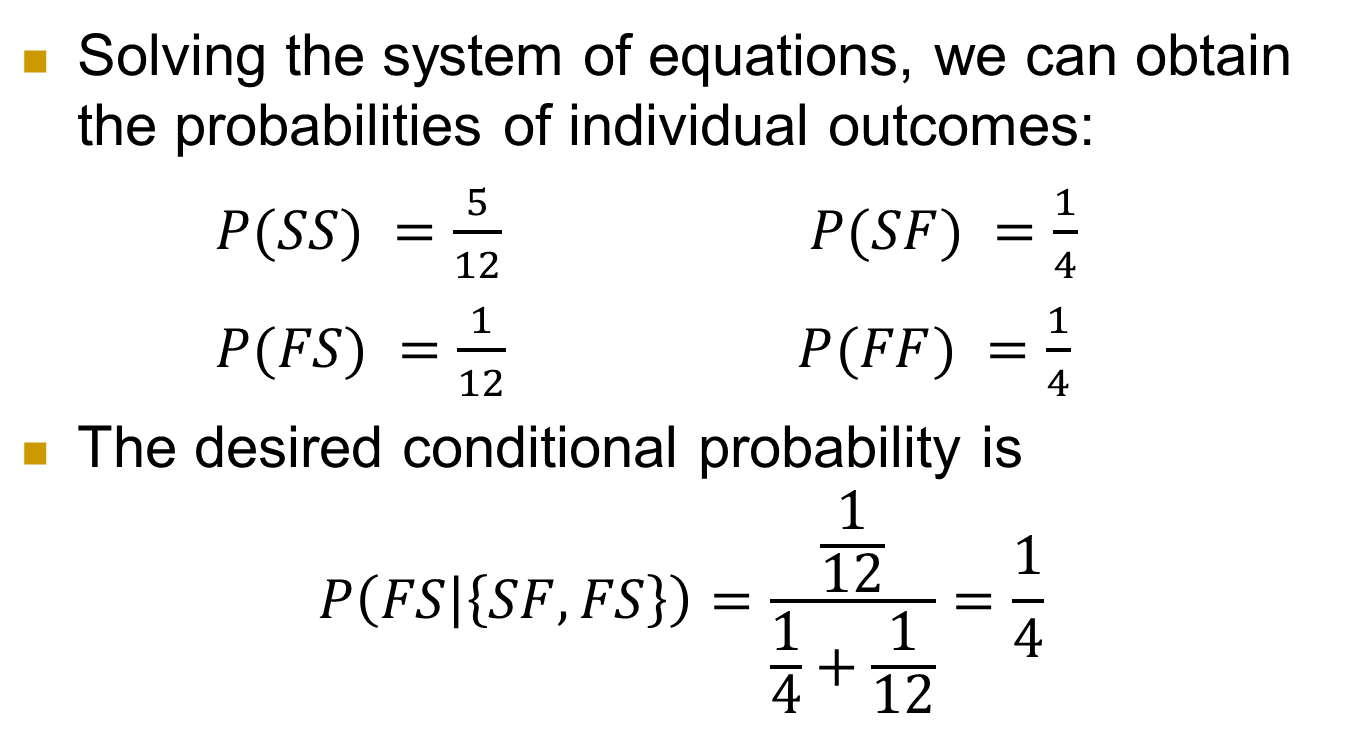 Solving the system of equations, we can obtain
the probabilities of individual outcomes:
P(SS) = 5/12 P(SF) = 1/4
P(FS) = 1/12 P(FF) = 1/4
The desired conditional probability is
P(FS|{SF, FS}) = (1/12)/(1/4 + 1/12) = 1/4